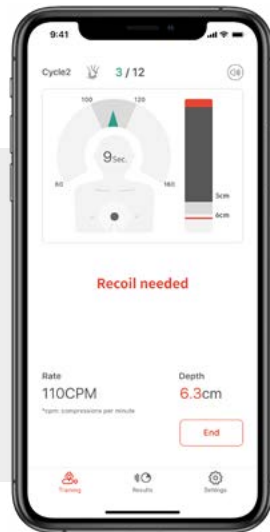 9:41
Cycle2 3 / 12
100 120
9Sec.
80 160
5cm
6cm
Recoil needed
Rate Depth
110CPM 6.3cm
*cpm: compressions per minute
End
Training Results Settings